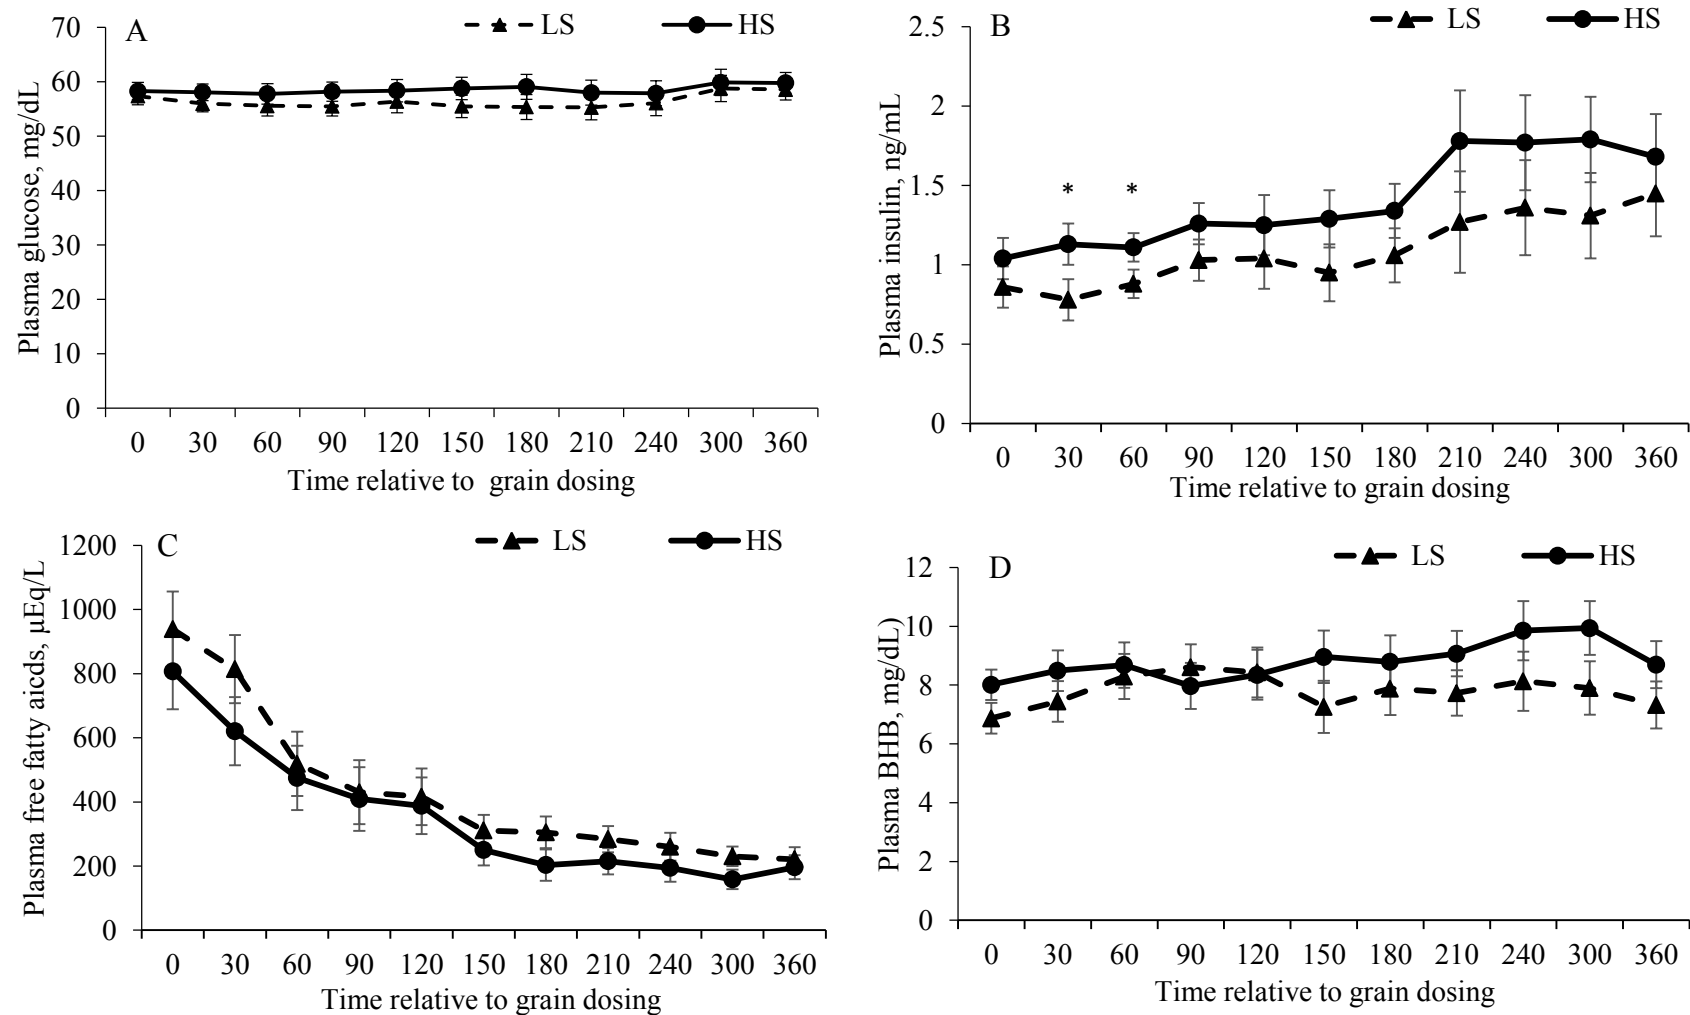 A
LS
HS
Plasma glucose, mg/dL
70
60
50
40
30
20
10
0
0 30 60 90 120 150 180 210 240 300 360
Time relative to grain dosing
B
LS
HS
Plasma insulin, ng/mL
2.5
2
1.5
1
0.5
0
* *
0 30 60 90 120 150 180 210 240 300 360
Time relative to grain dosing
C
LS
HS
Plasma free fatty aicds, µEq/L
1200
1000
800
600
400
200
0
0 30 60 90 120 150 180 210 240 300 360
Time relative to grain dosing
D
LS
HS
Plasma BHB, mg/dL)
12
10
8
6
4
2
0
0 30 60 90 120 150 180 210 240 300 360
Time relative to grain dosing